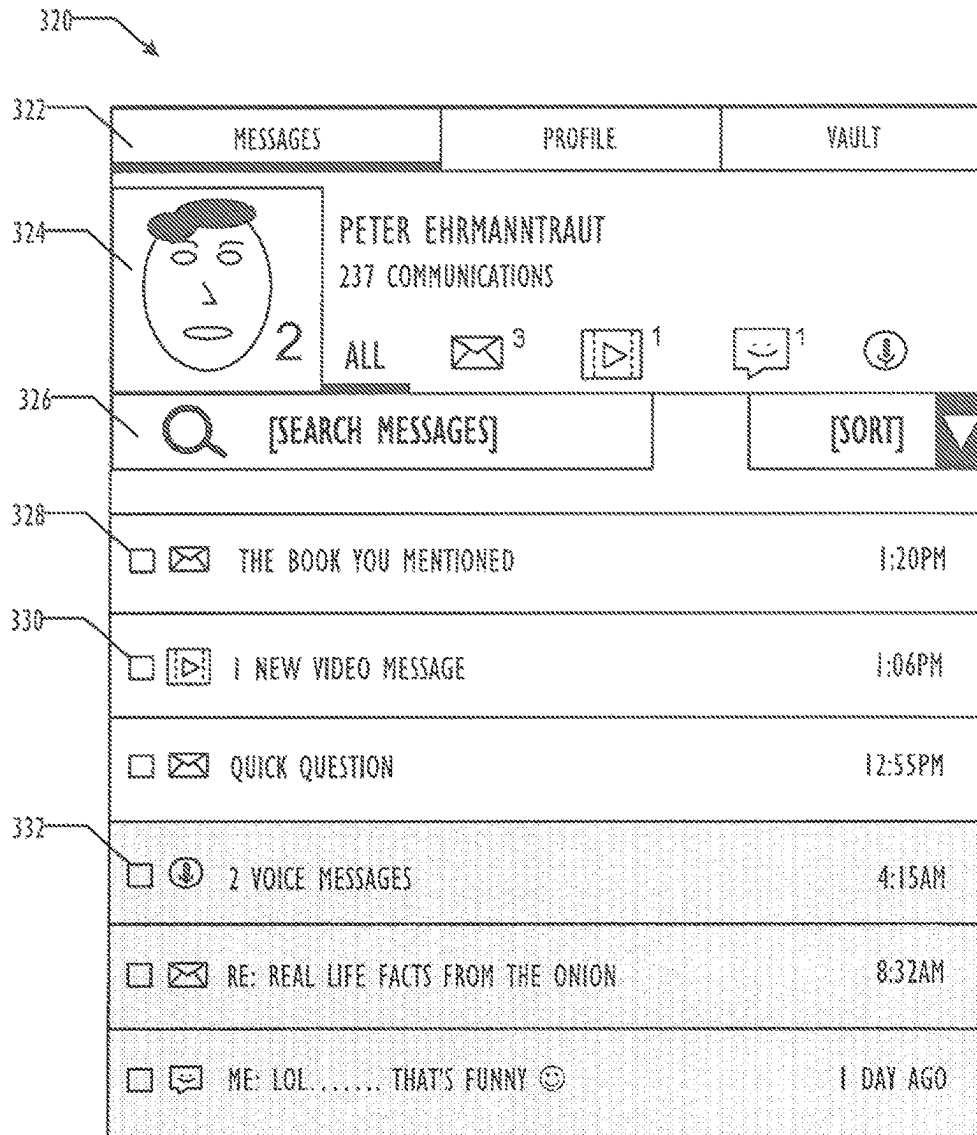 320
322
MESSAGES PROFILE VAULT
324
PETER EHRMANNTRAUT
237 COMMUNICATIONS
2
ALL 3 1 1
326
[SEARCH MESSAGES] [SORT]
328
THE BOOK YOU MENTIONED 1:20PM
330
1 NEW VIDEO MESSAGE 1:06PM
QUICK QUESTION 12:55PM
332
2 VOICE MESSAGES 4:15AM
RE: REAL LIFE FACTS FROM THE ONION 8:32AM
ME: LOL....... THAT'S FUNNY ☺ 1 DAY AGO